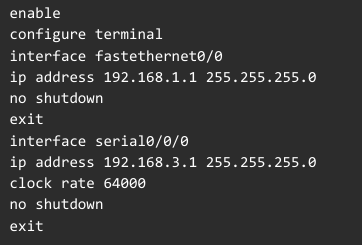 enable
configure terminal
interface fastethernet0/0
ip address 192.168.1.1 255.255.255.0
no shutdown
exit
interface serial0/0/0
ip address 192.168.3.1 255.255.255.0
clock rate 64000
no shutdown
exit